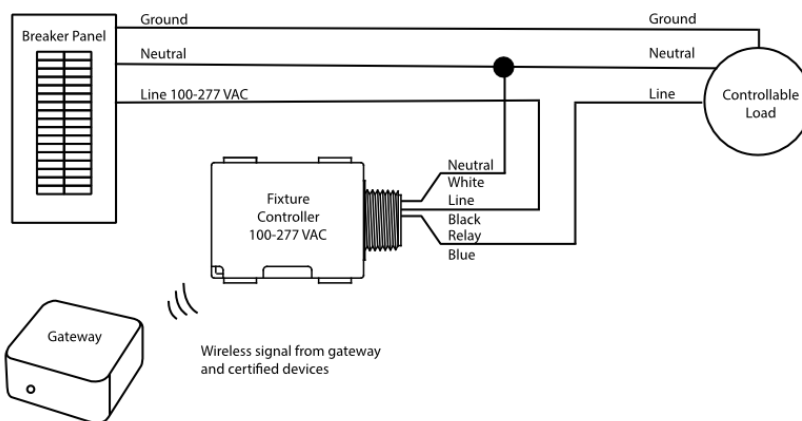 Ground
Ground
Breaker Panel
Neutral
Neutral
Line 100-277 VAC
Line
Controllable
Load
Neutral
White
Line
Black
Relay
Blue
Fixture
Controller
100-277 VAC
Gateway
Wireless signal from gateway
and certified devices